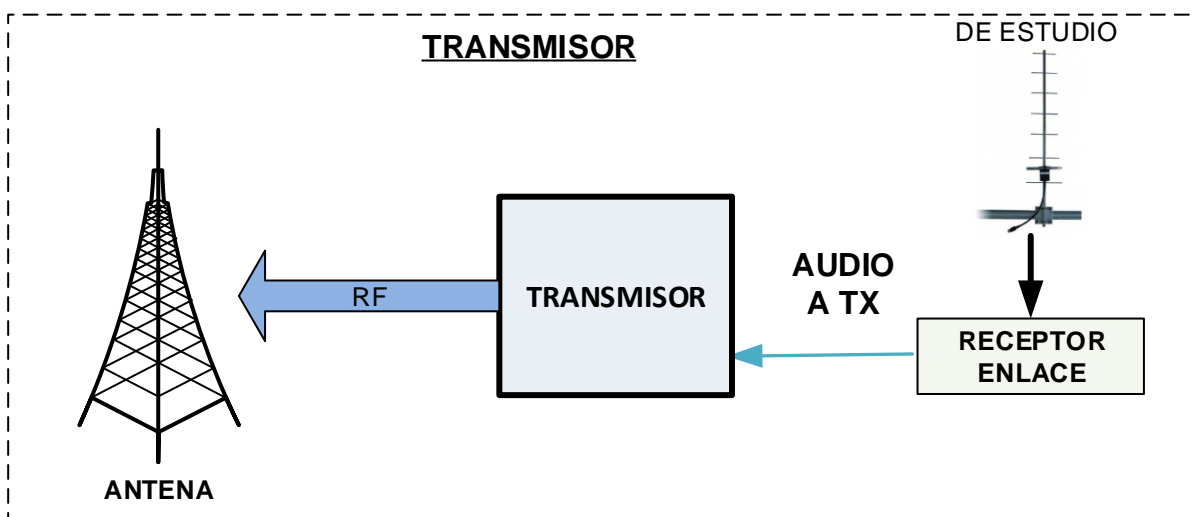 TRANSMISOR
DE ESTUDIO
RF
TRANSMISOR
AUDIO
A TX
RECEPTOR
ENLACE
ANTENA